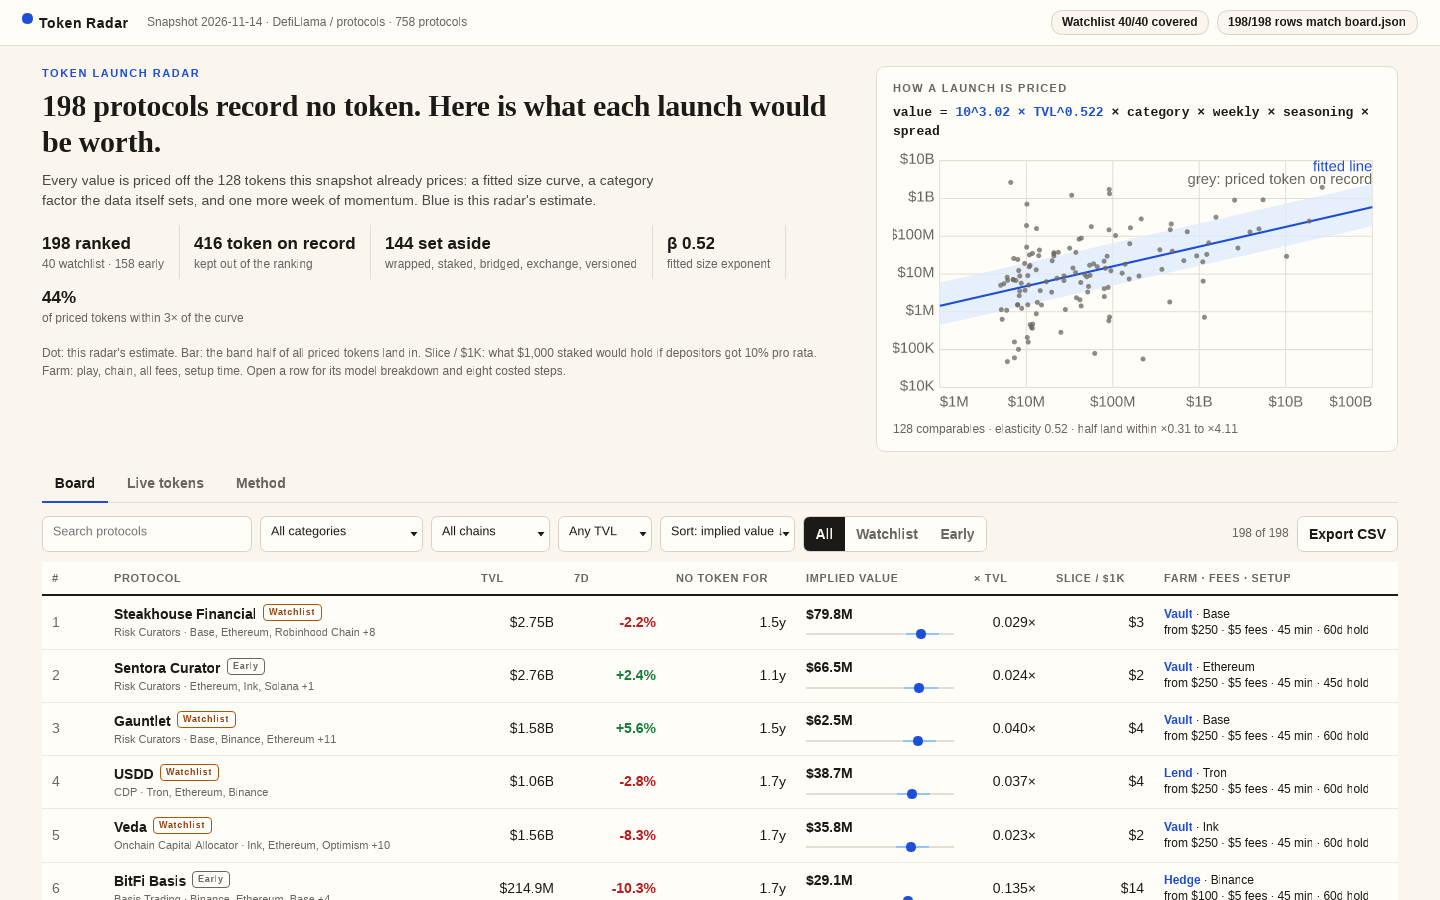 Token Radar
Snapshot 2026-11-14 · DefiLlama / protocols · 758 protocols
Watchlist 40/40 covered
198/198 rows match board.json
TOKEN LAUNCH RADAR
198 protocols record no token. Here is what each launch would
be worth.
Every value is priced off the 128 tokens this snapshot already prices: a fitted size curve, a category
factor the data itself sets, and one more week of momentum. Blue is this radar's estimate.
198 ranked
40 watchlist · 158 early
416 token on record
kept out of the ranking
144 set aside
wrapped, staked, bridged, exchange, versioned
β 0.52
fitted size exponent
44%
of priced tokens within 3× of the curve
Dot: this radar's estimate. Bar: the band half of all priced tokens land in. Slice / $1K: what $1,000 staked would hold if depositors got 10% pro rata.
Farm: play, chain, all fees, setup time. Open a row for its model breakdown and eight costed steps.
HOW A LAUNCH IS PRICED
value = 10^3.02 × TVL^0.522 × category × weekly × seasoning ×
spread
fitted line
grey: priced token on record
$10B
$1B
$100M
$10M
$1M
$100K
$10K
$1M $10M $100M $1B $10B $100B
128 comparables · elasticity 0.52 · half land within ×0.31 to ×4.11
Board Live tokens Method
Search protocols
All categories
All chains
Any TVL
Sort: implied value ↓
All Watchlist Early
198 of 198
Export CSV
# PROTOCOL TVL 7D NO TOKEN FOR IMPLIED VALUE × TVL SLICE / $1K FARM · FEES · SETUP
1 Steakhouse Financial Watchlist $2.75B -2.2% 1.5y $79.8M 0.029× $3 Vault · Base
Risk Curators · Base, Ethereum, Robinhood Chain +8 from $250 · $5 fees · 45 min · 60d hold
2 Sentora Curator Early $2.76B +2.4% 1.1y $66.5M 0.024× $2 Vault · Ethereum
Risk Curators · Ethereum, Ink, Solana +1 from $250 · $5 fees · 45 min · 45d hold
3 Gauntlet Watchlist $1.58B +5.6% 1.5y $62.5M 0.040× $4 Vault · Base
Risk Curators · Base, Binance, Ethereum +11 from $250 · $5 fees · 45 min · 60d hold
4 USDD Watchlist $1.06B -2.8% 1.7y $38.7M 0.037× $4 Lend · Tron
CDP · Tron, Ethereum, Binance from $250 · $5 fees · 45 min · 60d hold
5 Veda Watchlist $1.56B -8.3% 1.7y $35.8M 0.023× $2 Vault · Ink
Onchain Capital Allocator · Ink, Ethereum, Optimism +10 from $250 · $5 fees · 45 min · 60d hold
6 BitFi Basis Early $214.9M -10.3% 1.7y $29.1M 0.135× $14 Hedge · Binance
Basis Trading · Binance, Ethereum, Base +4 from $100 · $5 fees · 45 min · 60d hold